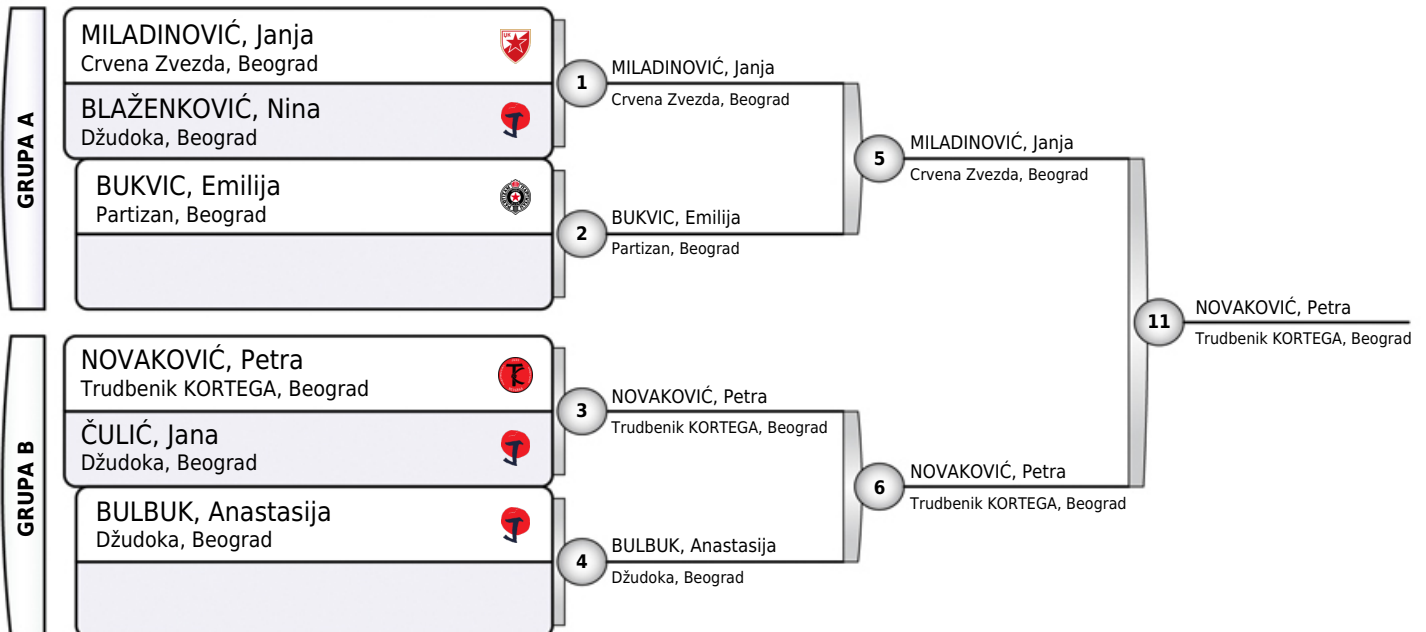 GRUPA A
MILADINOVIĆ, Janja
Crvena Zvezda, Beograd
BLAŽENKOVIĆ, Nina
Džudoka, Beograd
BUKVIC, Emilija
Partizan, Beograd
1
MILADINOVIĆ, Janja
Crvena Zvezda, Beograd
2
BUKVIC, Emilija
Partizan, Beograd
5
MILADINOVIĆ, Janja
Crvena Zvezda, Beograd
GRUPA B
NOVAKOVIĆ, Petra
Trudbenik KORTEGA, Beograd
ČULIĆ, Jana
Džudoka, Beograd
BULBUK, Anastasija
Džudoka, Beograd
3
NOVAKOVIĆ, Petra
Trudbenik KORTEGA, Beograd
4
BULBUK, Anastasija
Džudoka, Beograd
6
NOVAKOVIĆ, Petra
Trudbenik KORTEGA, Beograd
11
NOVAKOVIĆ, Petra
Trudbenik KORTEGA, Beograd